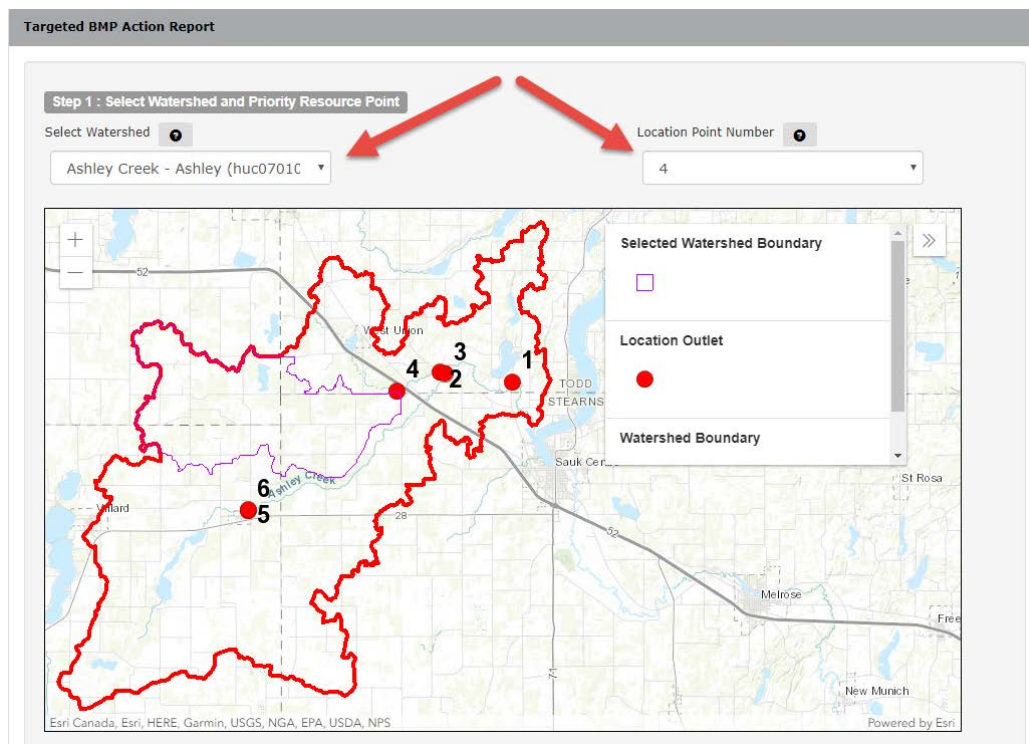 Targeted BMP Action Report
Step 1 : Select Watershed and Priority Resource Point
Select Watershed ?
Location Point Number ?
Ashley Creek - Ashley (huc0701(
4
+
−
52
West Union
Selected Watershed Boundary
Location Outlet
Watershed Boundary
3
4
2
1
TODD
STEARNS
Sauk Centre
St Rosa
6
5
Ashley Creek
Villard
28
52
Melrose
Free
71
New Munich
Esri Canada, Esri, HERE, Garmin, USGS, NGA, EPA, USDA, NPS
Powered by Esri